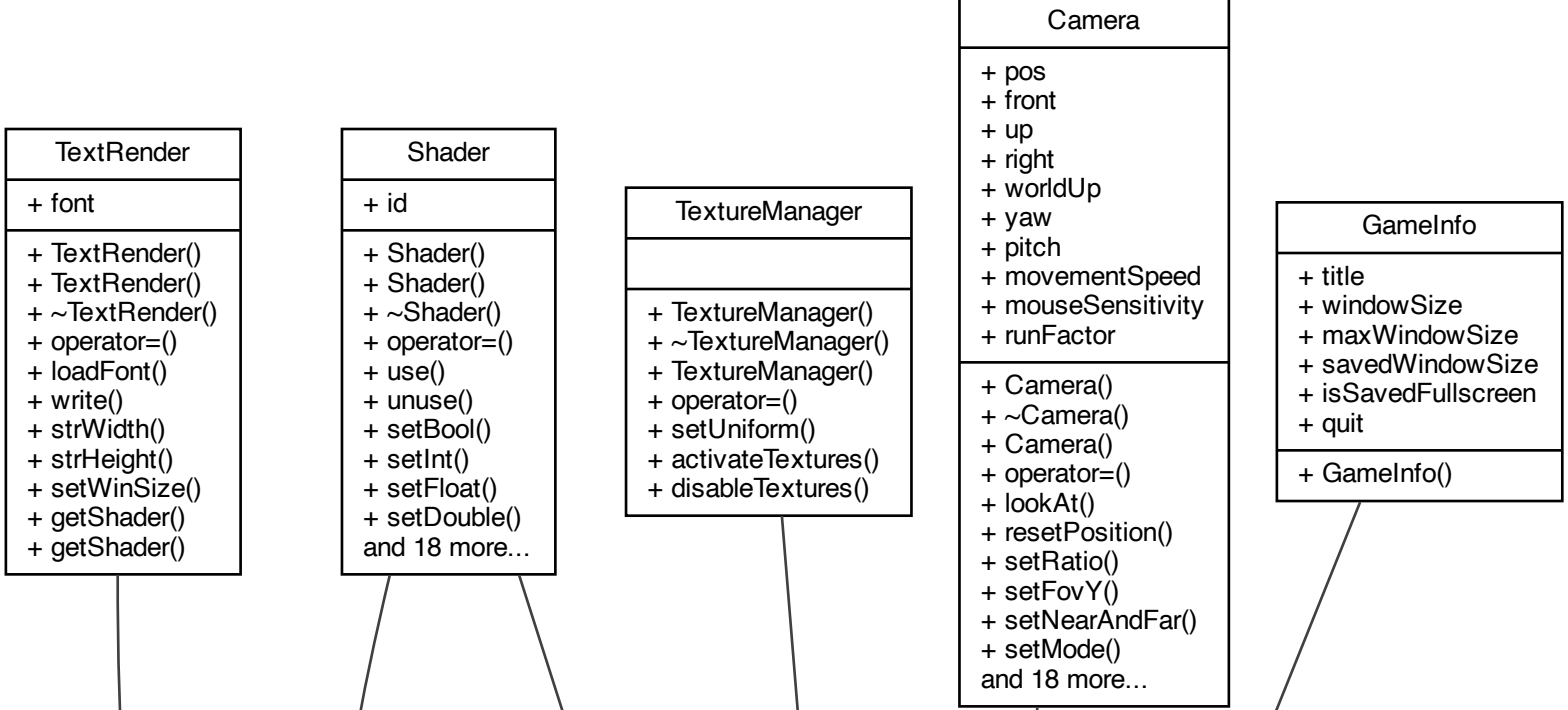 TextRender
+ font
+ TextRender()
+ TextRender()
+ ~TextRender()
+ operator=()
+ loadFont()
+ write()
+ strWidth()
+ strHeight()
+ setWinSize()
+ getShader()
+ getShader()
Shader
+ id
+ Shader()
+ Shader()
+ ~Shader()
+ operator=()
+ use()
+ unuse()
+ setBool()
+ setInt()
+ setFloat()
+ setDouble()
and 18 more...
TextureManager
+ TextureManager()
+ ~TextureManager()
+ TextureManager()
+ operator=()
+ setUniform()
+ activateTextures()
+ disableTextures()
Camera
+ pos
+ front
+ up
+ right
+ worldUp
+ yaw
+ pitch
+ movementSpeed
+ mouseSensitivity
+ runFactor
+ Camera()
+ ~Camera()
+ Camera()
+ operator=()
+ lookAt()
+ resetPosition()
+ setRatio()
+ setFovY()
+ setNearAndFar()
+ setMode()
and 18 more...
GameInfo
+ title
+ windowSize
+ maxWindowSize
+ savedWindowSize
+ isSavedFullscreen
+ quit
+ GameInfo()